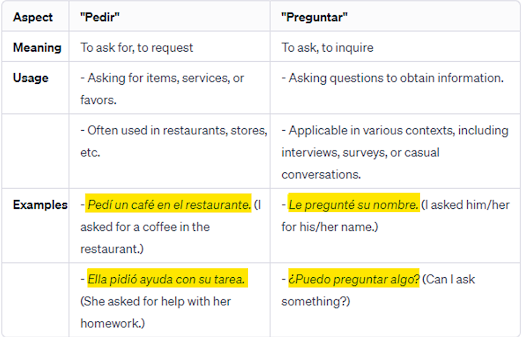 Aspect "Pedir" "Preguntar"
Meaning To ask for, to request To ask, to inquire
Usage - Asking for items, services, or
favors.
- Asking questions to obtain information.
- Often used in restaurants, stores,
etc.
- Applicable in various contexts, including
interviews, surveys, or casual
conversations.
Examples - Pedí un café en el restaurante. (I
asked for a coffee in the
restaurant.)
- Le pregunté su nombre. (I asked him/her
for his/her name.)
- Ella pidió ayuda con su tarea.
(She asked for help with her
homework.)
- ¿Puedo preguntar algo? (Can I ask
something?)